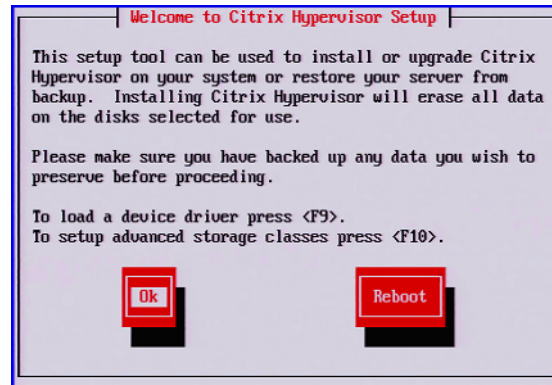 Welcome to Citrix Hypervisor Setup
This setup tool can be used to install or upgrade Citrix
Hypervisor on your system or restore your server from
backup.  Installing Citrix Hypervisor will erase all data
on the disks selected for use.
Please make sure you have backed up any data you wish to
preserve before proceeding.
To load a device driver press <F9>.
To setup advanced storage classes press <F10>.
Ok
Reboot